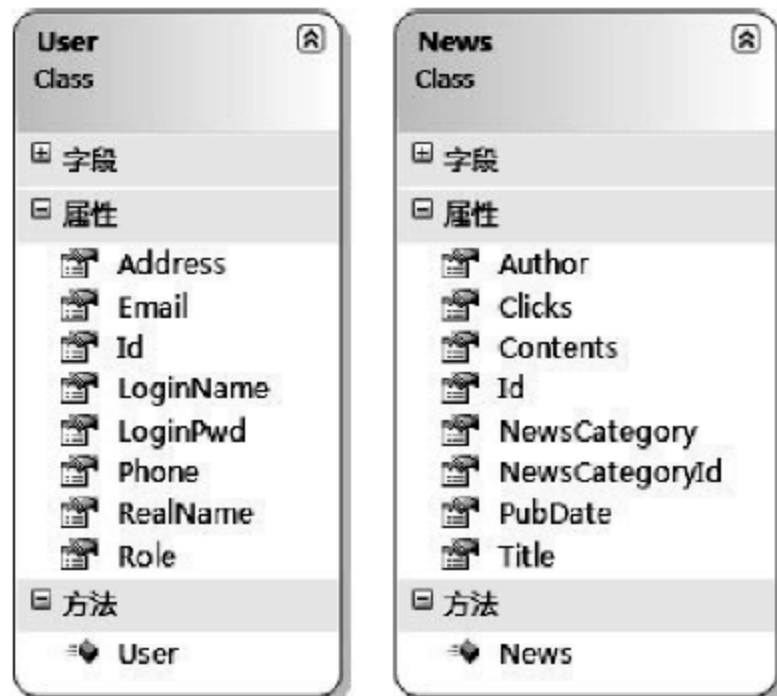 User
Class
字段
属性
Address
Email
Id
LoginName
LoginPwd
Phone
RealName
Role
方法
User
News
Class
字段
属性
Author
Clicks
Contents
Id
NewsCategory
NewsCategoryId
PubDate
Title
方法
News